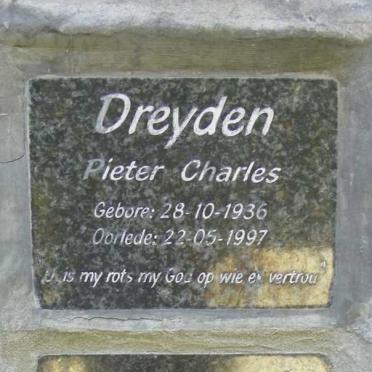 Dreyden
Pieter Charles
Gebore: 28-10-1936
Oorlede: 22-05-1997
U is my rots my God op wie ek vertrou"